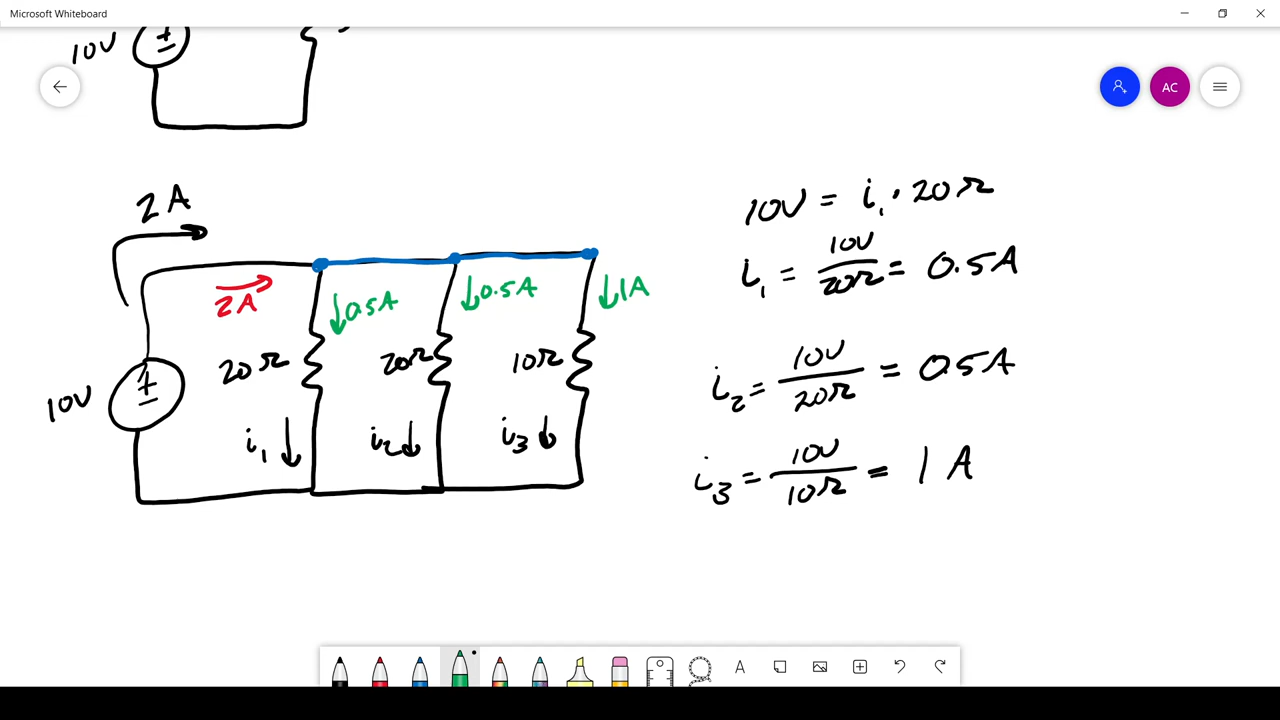 Microsoft Whiteboard
10V
AC
2A
10V = i₁ · 20Ω
i₁ = 10V/20Ω = 0.5A
2A
0.5A
0.5A
1A
20Ω
20Ω
10Ω
10V
i₂ = 10V/20Ω = 0.5A
i₁
i₂
i₃
i₃ = 10V/10Ω = 1A
A